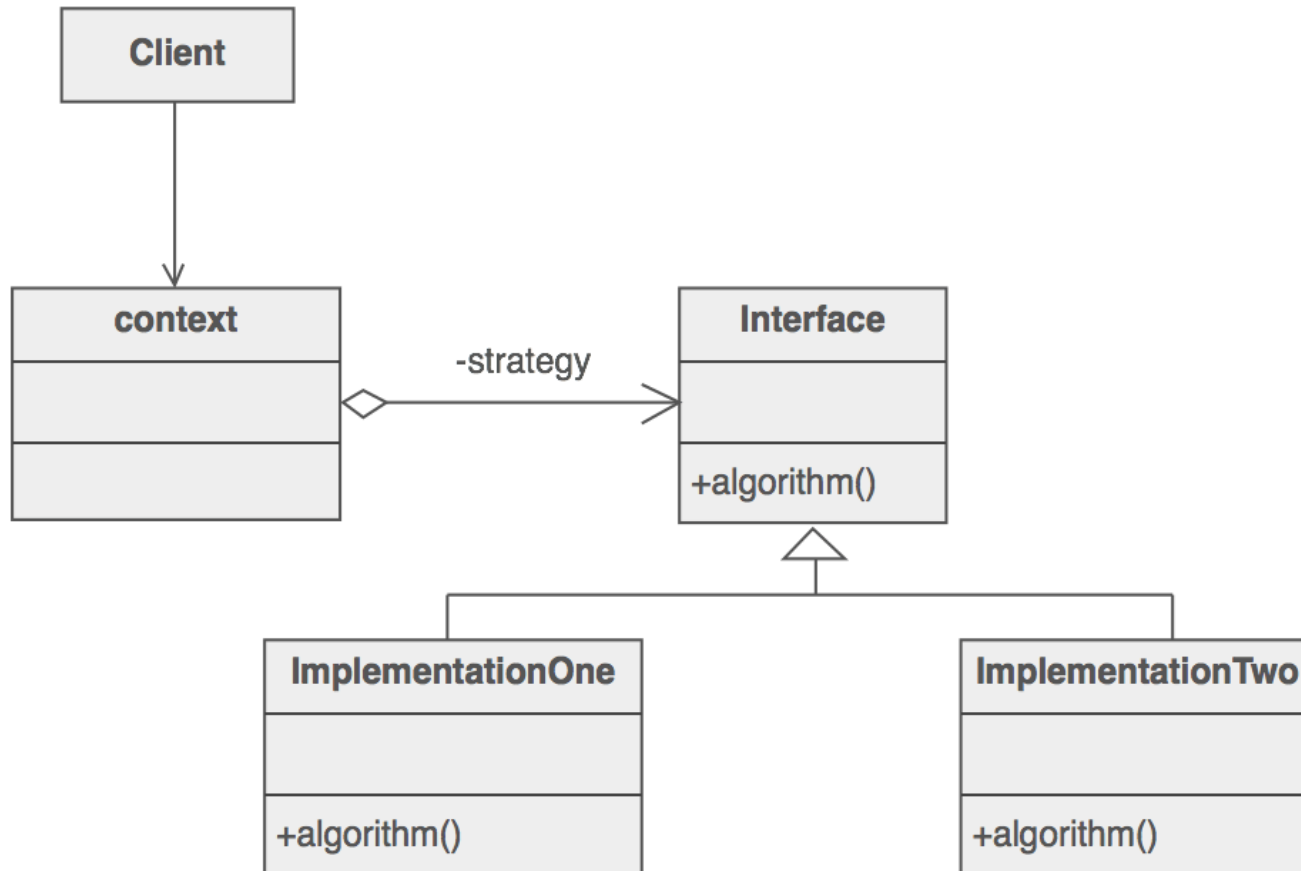 Client
context
-strategy
Interface
+algorithm()
ImplementationOne
+algorithm()
ImplementationTwo
+algorithm()